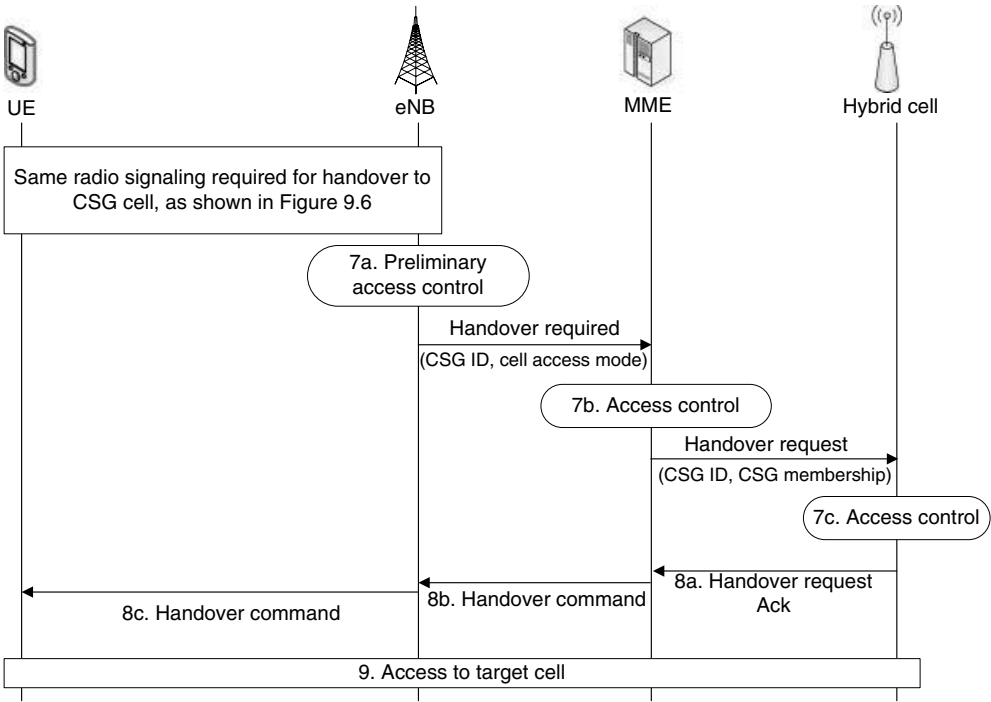 UE
eNB
MME
Hybrid cell
Same radio signaling required for handover to
CSG cell, as shown in Figure 9.6
7a. Preliminary
access control
Handover required
(CSG ID, cell access mode)
7b. Access control
Handover request
(CSG ID, CSG membership)
7c. Access control
8a. Handover request
Ack
8b. Handover command
8c. Handover command
9. Access to target cell